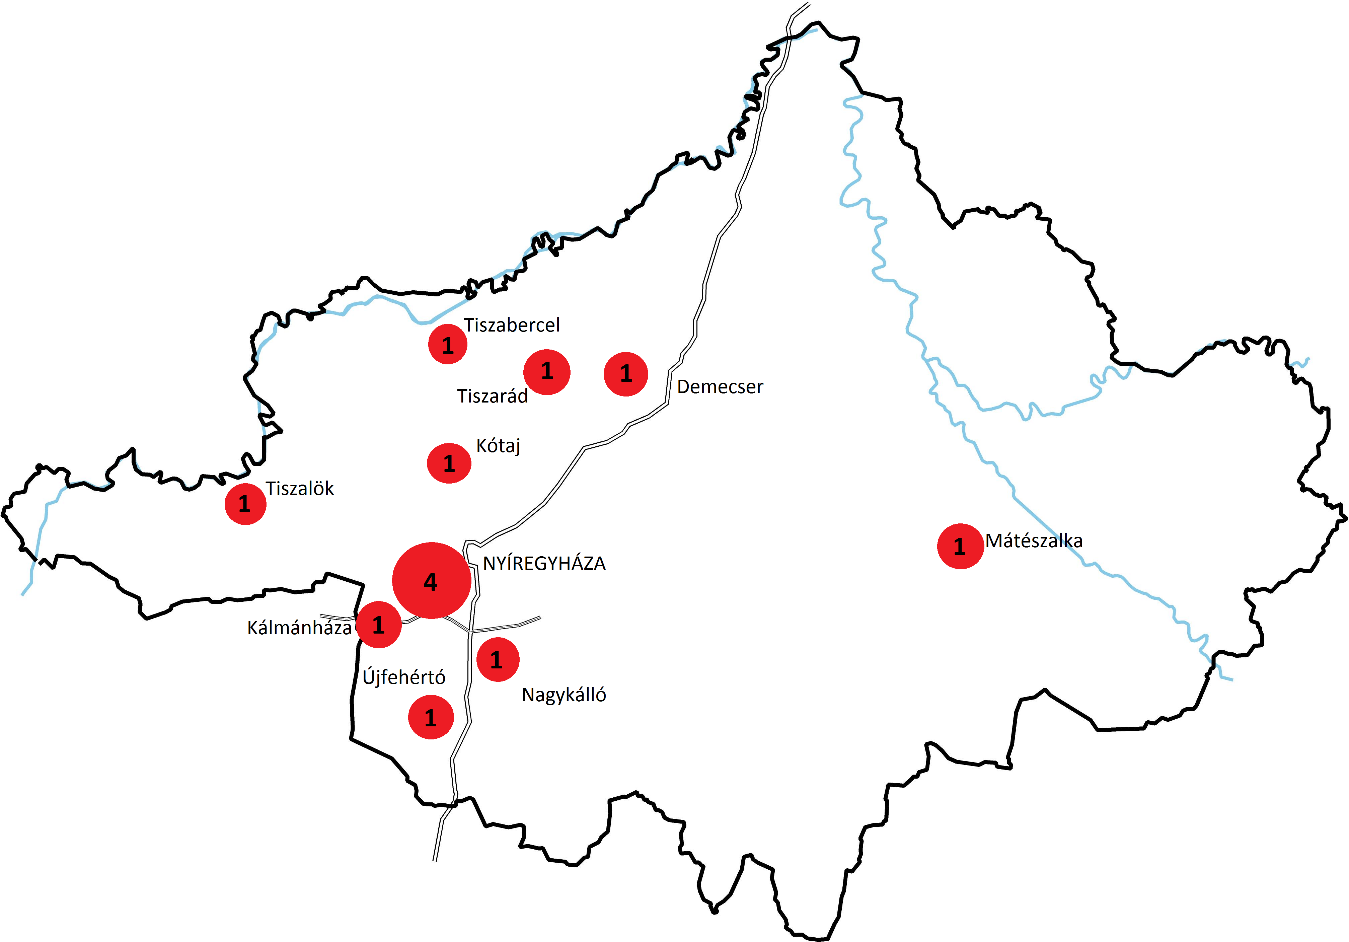 Tiszabercel
1
1
1
Tiszarád
Demecser
Kótaj
1
Tiszalök
1
Mátészalka
1
NYÍREGYHÁZA
4
Kálmánháza
1
1
Újfehértó
Nagykálló
1